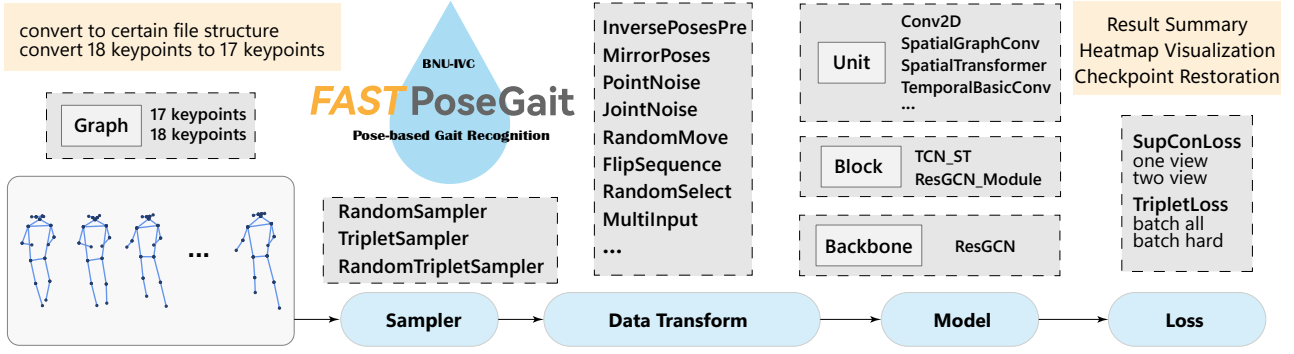 convert to certain file structure
convert 18 keypoints to 17 keypoints
Graph
17 keypoints
18 keypoints
...
BNU-IVC
FAST PoseGait
Pose-based Gait Recognition
RandomSampler
TripletSampler
RandomTripletSampler
InversePosesPre
MirrorPoses
PointNoise
JointNoise
RandomMove
FlipSequence
RandomSelect
MultiInput
...
Unit
Conv2D
SpatialGraphConv
SpatialTransformer
TemporalBasicConv
...
Block
TCN_ST
ResGCN_Module
Backbone
ResGCN
Result Summary
Heatmap Visualization
Checkpoint Restoration
SupConLoss
one view
two view
TripletLoss
batch all
batch hard
Sampler
Data Transform
Model
Loss